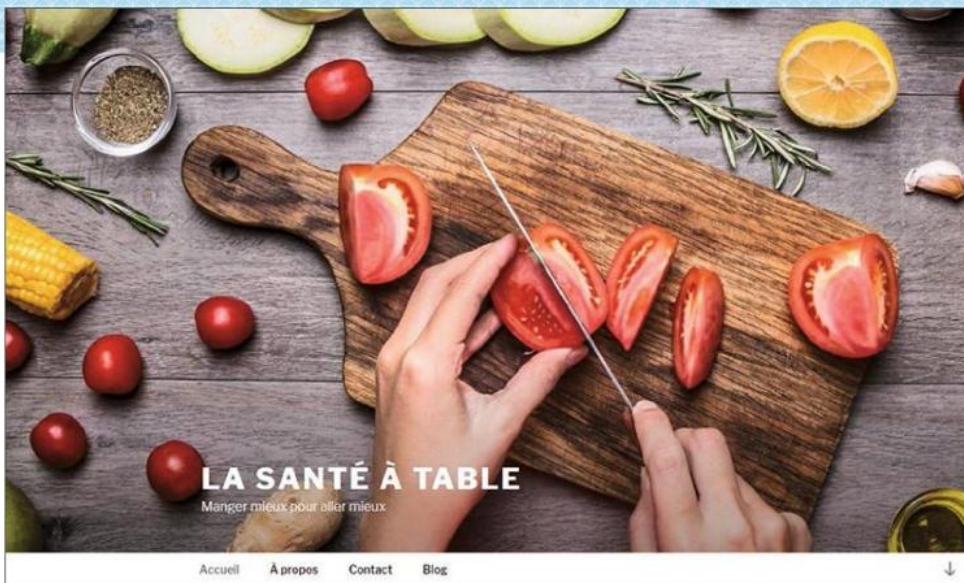 LA SANTÉ À TABLE
Manger mieux pour aller mieux
Accueil À propos Contact Blog